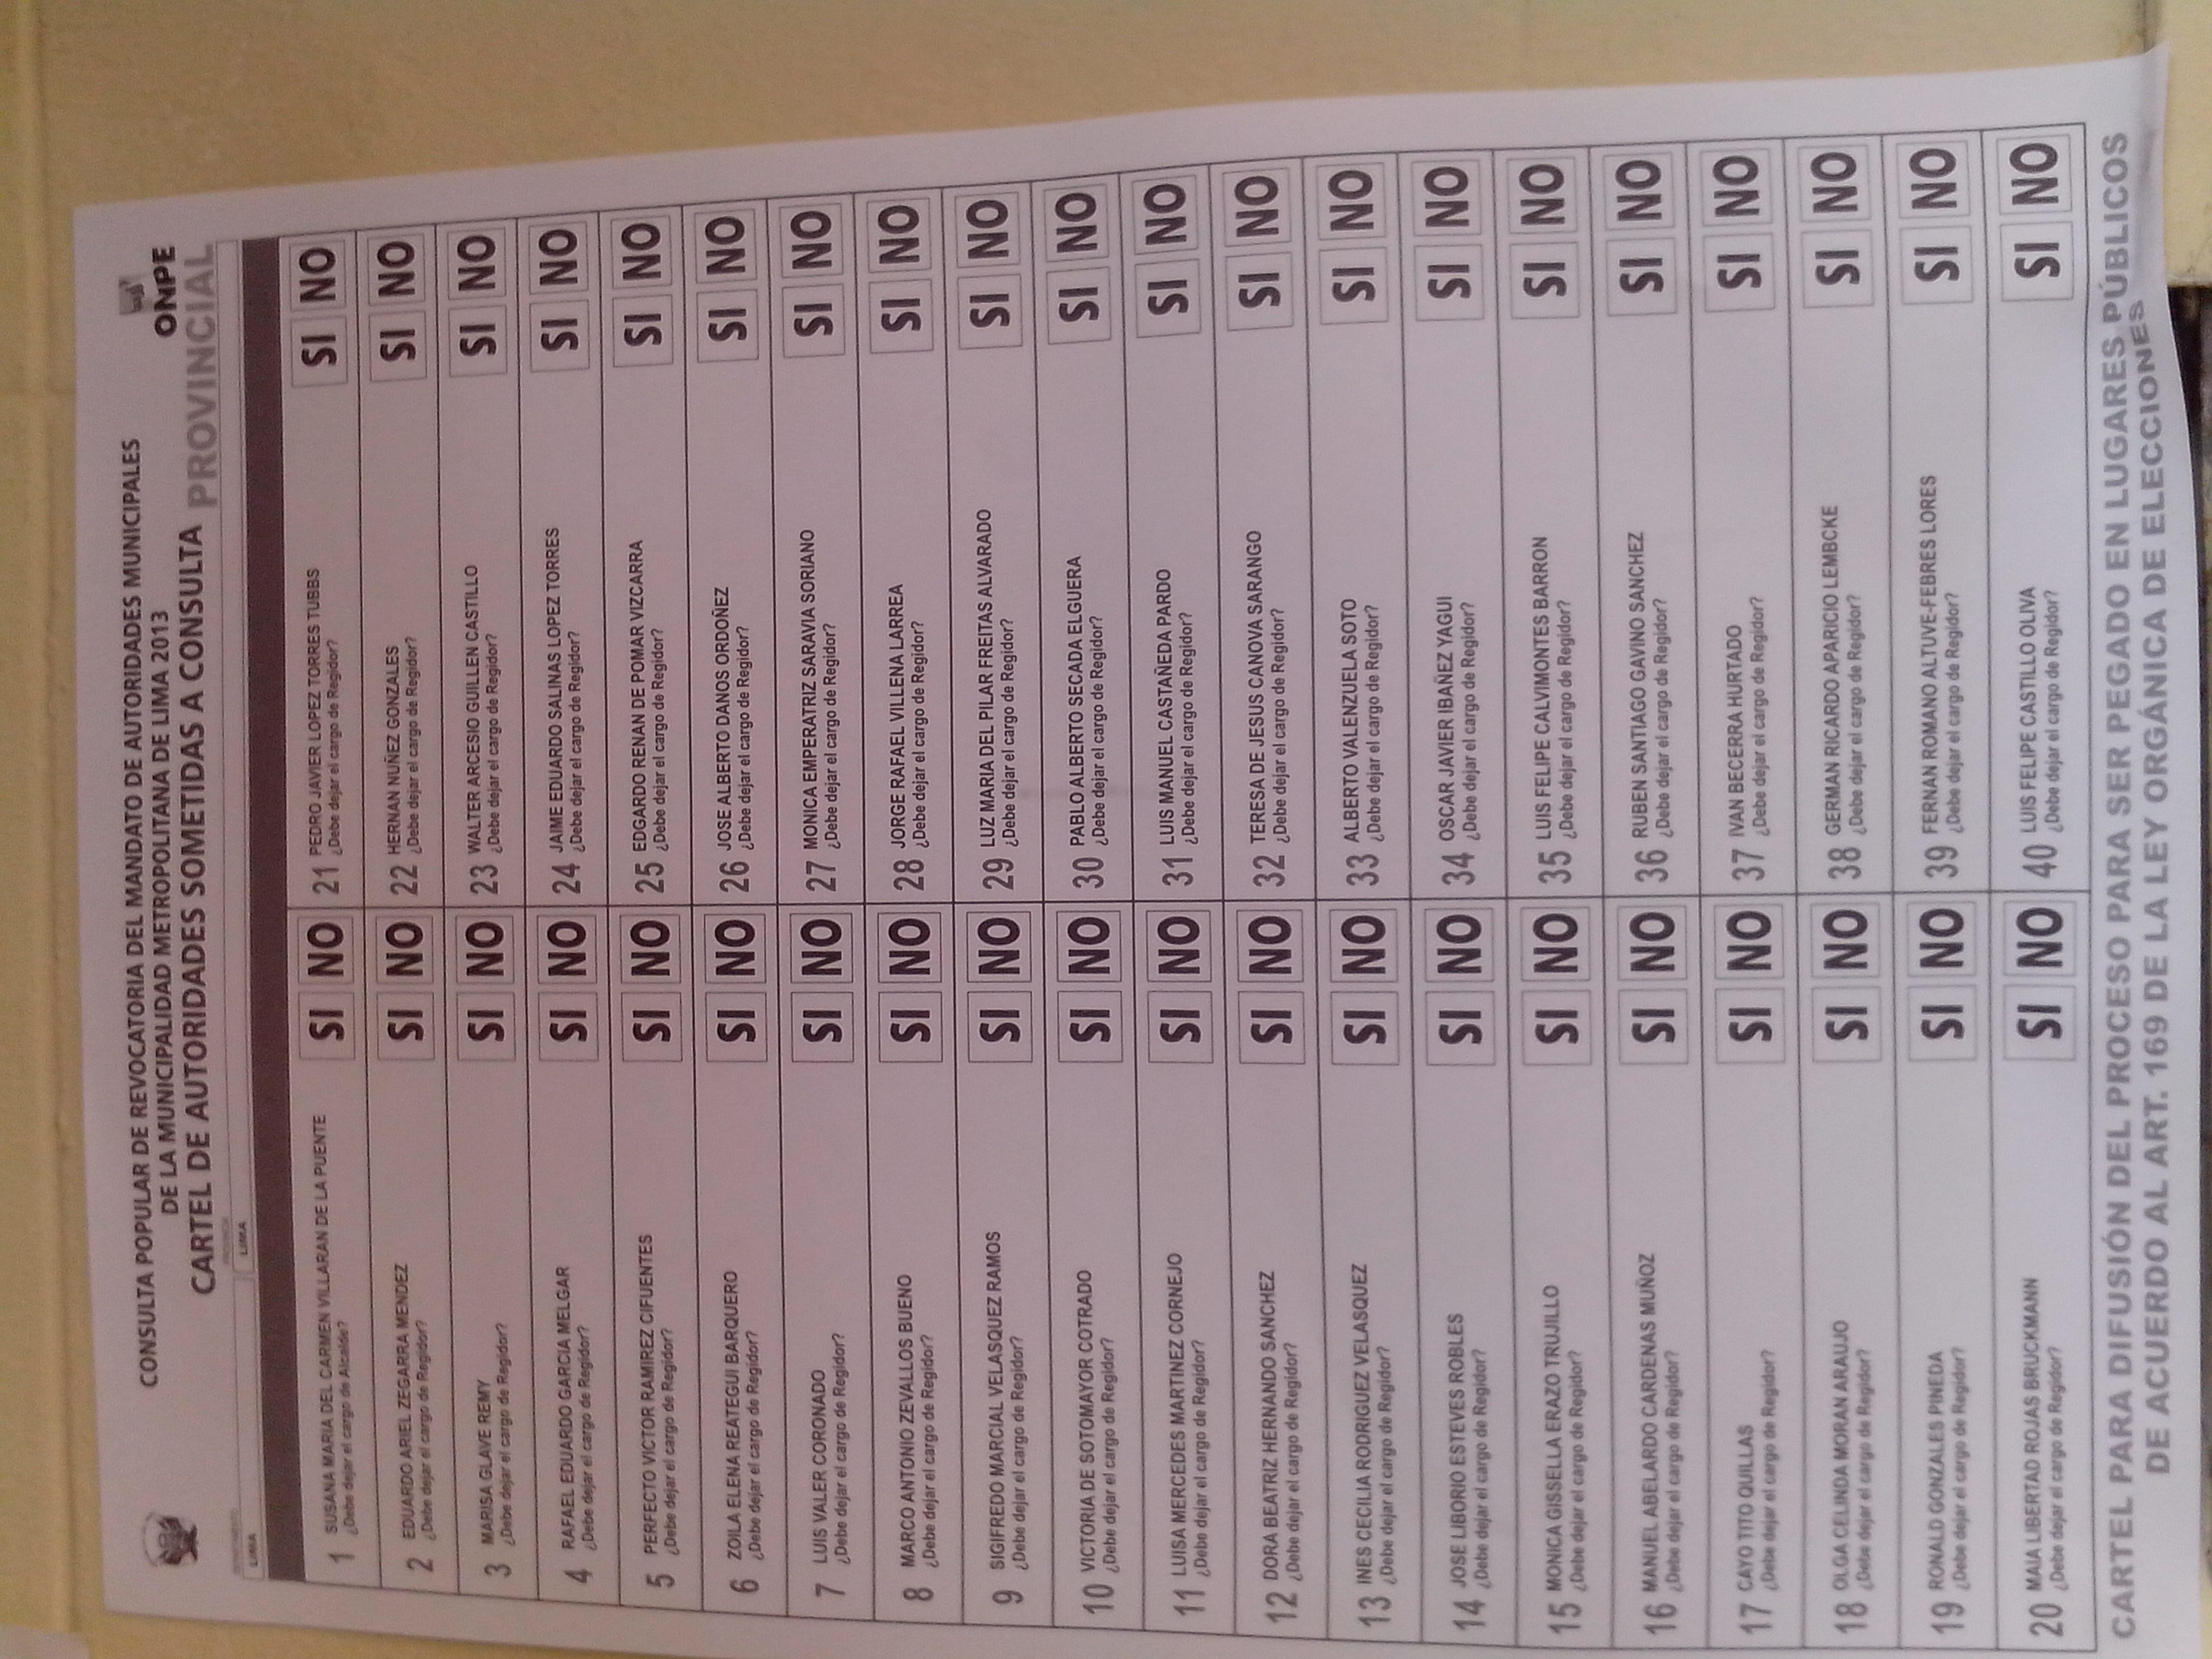 CONSULTA POPULAR DE REVOCATORIA DEL MANDATO DE AUTORIDADES MUNICIPALES
DE LA MUNICIPALIDAD METROPOLITANA DE LIMA 2013
CARTEL DE AUTORIDADES SOMETIDAS A CONSULTA
ONPE
PROVINCIAL
DEPARTAMENTO
LIMA
PROVINCIA
LIMA
1 SUSANA MARIA DEL CARMEN VILLARAN DE LA PUENTE SI NO
¿Debe dejar el cargo de Alcalde?
2 EDUARDO ARIEL ZEGARRA MENDEZ SI NO
¿Debe dejar el cargo de Regidor?
3 MARISA GLAVE REMY SI NO
¿Debe dejar el cargo de Regidor?
4 RAFAEL EDUARDO GARCIA MELGAR SI NO
¿Debe dejar el cargo de Regidor?
5 PERFECTO VICTOR RAMIREZ CIFUENTES SI NO
¿Debe dejar el cargo de Regidor?
6 ZOILA ELENA REATEGUI BARQUERO SI NO
¿Debe dejar el cargo de Regidor?
7 LUIS VALER CORONADO SI NO
¿Debe dejar el cargo de Regidor?
8 MARCO ANTONIO ZEVALLOS BUENO SI NO
¿Debe dejar el cargo de Regidor?
9 SIGIFREDO MARCIAL VELASQUEZ RAMOS SI NO
¿Debe dejar el cargo de Regidor?
10 VICTORIA DE SOTOMAYOR COTRADO SI NO
¿Debe dejar el cargo de Regidor?
11 LUISA MERCEDES MARTINEZ CORNEJO SI NO
¿Debe dejar el cargo de Regidor?
12 DORA BEATRIZ HERNANDO SANCHEZ SI NO
¿Debe dejar el cargo de Regidor?
13 INES CECILIA RODRIGUEZ VELASQUEZ SI NO
¿Debe dejar el cargo de Regidor?
14 JOSE LIBORIO ESTEVES ROBLES SI NO
¿Debe dejar el cargo de Regidor?
15 MONICA GISSELLA ERAZO TRUJILLO SI NO
¿Debe dejar el cargo de Regidor?
16 MANUEL ABELARDO CARDENAS MUÑOZ SI NO
¿Debe dejar el cargo de Regidor?
17 CAYO TITO QUILLAS SI NO
¿Debe dejar el cargo de Regidor?
18 OLGA CELINDA MORAN ARAUJO SI NO
¿Debe dejar el cargo de Regidor?
19 RONALD GONZALES PINEDA SI NO
¿Debe dejar el cargo de Regidor?
20 MAIA LIBERTAD ROJAS BRUCKMANN SI NO
¿Debe dejar el cargo de Regidor?
21 PEDRO JAVIER LOPEZ TORRES TUBBS SI NO
¿Debe dejar el cargo de Regidor?
22 HERNAN NUÑEZ GONZALES SI NO
¿Debe dejar el cargo de Regidor?
23 WALTER ARCESIO GUILLEN CASTILLO SI NO
¿Debe dejar el cargo de Regidor?
24 JAIME EDUARDO SALINAS LOPEZ TORRES SI NO
¿Debe dejar el cargo de Regidor?
25 EDGARDO RENAN DE POMAR VIZCARRA SI NO
¿Debe dejar el cargo de Regidor?
26 JOSE ALBERTO DANOS ORDOÑEZ SI NO
¿Debe dejar el cargo de Regidor?
27 MONICA EMPERATRIZ SARAVIA SORIANO SI NO
¿Debe dejar el cargo de Regidor?
28 JORGE RAFAEL VILLENA LARREA SI NO
¿Debe dejar el cargo de Regidor?
29 LUZ MARIA DEL PILAR FREITAS ALVARADO SI NO
¿Debe dejar el cargo de Regidor?
30 PABLO ALBERTO SECADA ELGUERA SI NO
¿Debe dejar el cargo de Regidor?
31 LUIS MANUEL CASTAÑEDA PARDO SI NO
¿Debe dejar el cargo de Regidor?
32 TERESA DE JESUS CANOVA SARANGO SI NO
¿Debe dejar el cargo de Regidor?
33 ALBERTO VALENZUELA SOTO SI NO
¿Debe dejar el cargo de Regidor?
34 OSCAR JAVIER IBAÑEZ YAGUI SI NO
¿Debe dejar el cargo de Regidor?
35 LUIS FELIPE CALVIMONTES BARRON SI NO
¿Debe dejar el cargo de Regidor?
36 RUBEN SANTIAGO GAVINO SANCHEZ SI NO
¿Debe dejar el cargo de Regidor?
37 IVAN BECERRA HURTADO SI NO
¿Debe dejar el cargo de Regidor?
38 GERMAN RICARDO APARICIO LEMBCKE SI NO
¿Debe dejar el cargo de Regidor?
39 FERNAN ROMANO ALTUVE-FEBRES LORES SI NO
¿Debe dejar el cargo de Regidor?
40 LUIS FELIPE CASTILLO OLIVA SI NO
¿Debe dejar el cargo de Regidor?
CARTEL PARA DIFUSIÓN DEL PROCESO PARA SER PEGADO EN LUGARES PÚBLICOS
DE ACUERDO AL ART. 169 DE LA LEY ORGÁNICA DE ELECCIONES